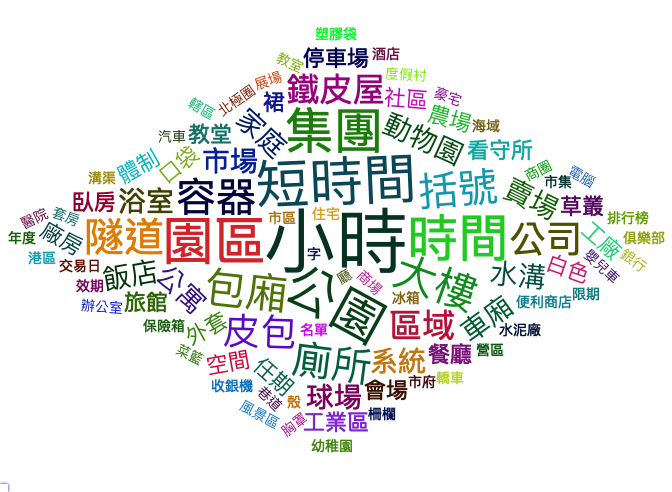 塑膠袋
停車場
酒店
教室
度假村
展場
鐵皮屋
社區
豪宅
北極圈
裙
轄區
集團
農場
海域
汽車
教堂
家庭
動物園
看守所
體制
口袋
市場
短時間
括號
商圈
電腦
溝渠
臥房
浴室
容器
賣場
市集
草叢
醫院
套房
市區
住宅
排行榜
年度
廠房
隧道
園區
小時
時間
公司
工廠
俱樂部
港區
交易日
字
嬰兒車
銀行
效期
飯店
公寓
包廂
廳
商場
大樓
水溝
白色
辦公室
旅館
公園
冰箱
便利商店
限期
保險箱
外套
皮包
名單
區域
車廂
水泥廠
菜籃
空間
任期
廁所
系統
餐廳
營區
收銀機
巷道
殼
球場
會場
市府
轎車
風景區
胸罩
工業區
柵欄
幼稚園